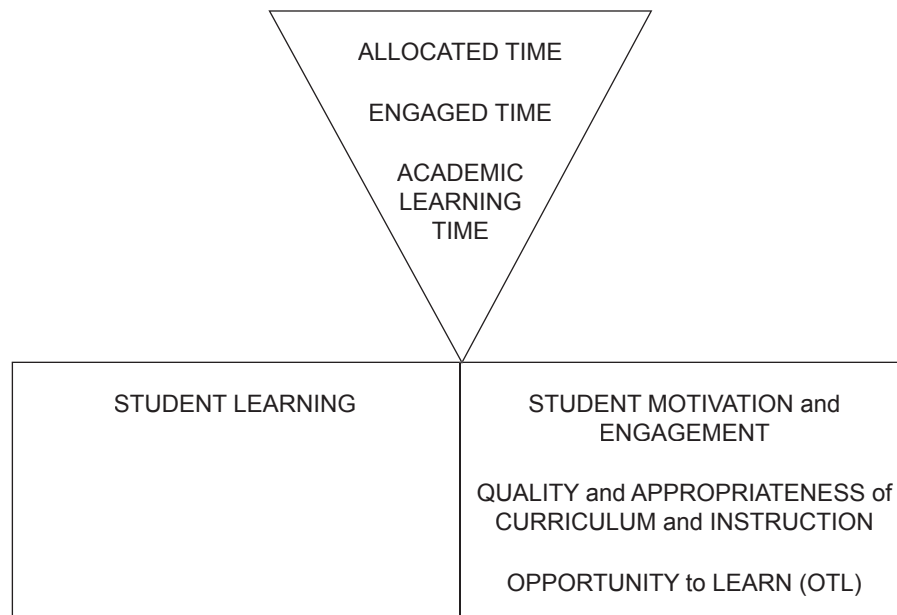 ALLOCATED TIME
ENGAGED TIME
ACADEMIC
LEARNING
TIME
STUDENT LEARNING
STUDENT MOTIVATION and
ENGAGEMENT
QUALITY and APPROPRIATENESS of
CURRICULUM and INSTRUCTION
OPPORTUNITY to LEARN (OTL)